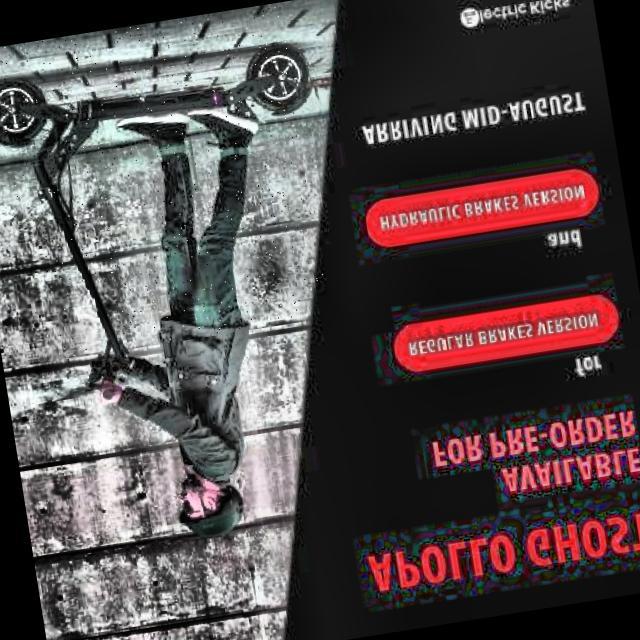 APOLLO GHOST
AVAILABLE
FOR PRE-ORDER
for
REGULAR BRAKES VERSION
and
HYDRAULIC BRAKES VERSION
ARRIVING MID-AUGUST
Electric Kicks